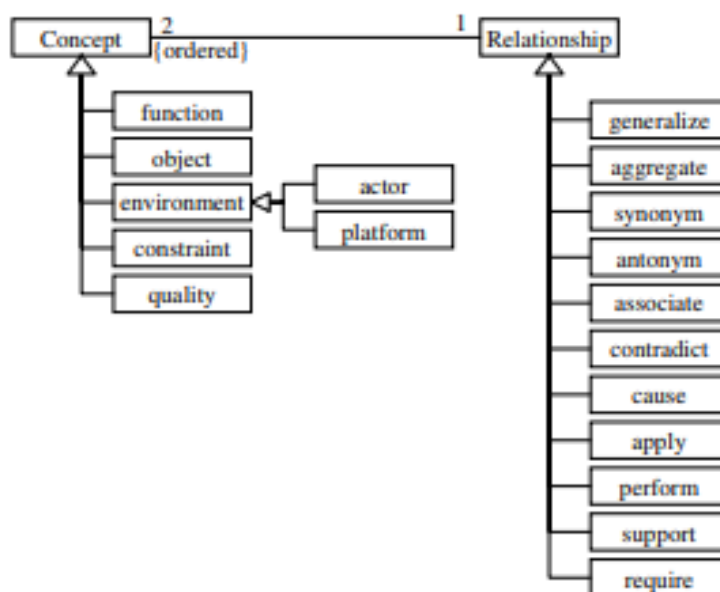 Concept
2
{ordered}
1
Relationship
function
object
environment
constraint
quality
actor
platform
generalize
aggregate
synonym
antonym
associate
contradict
cause
apply
perform
support
require